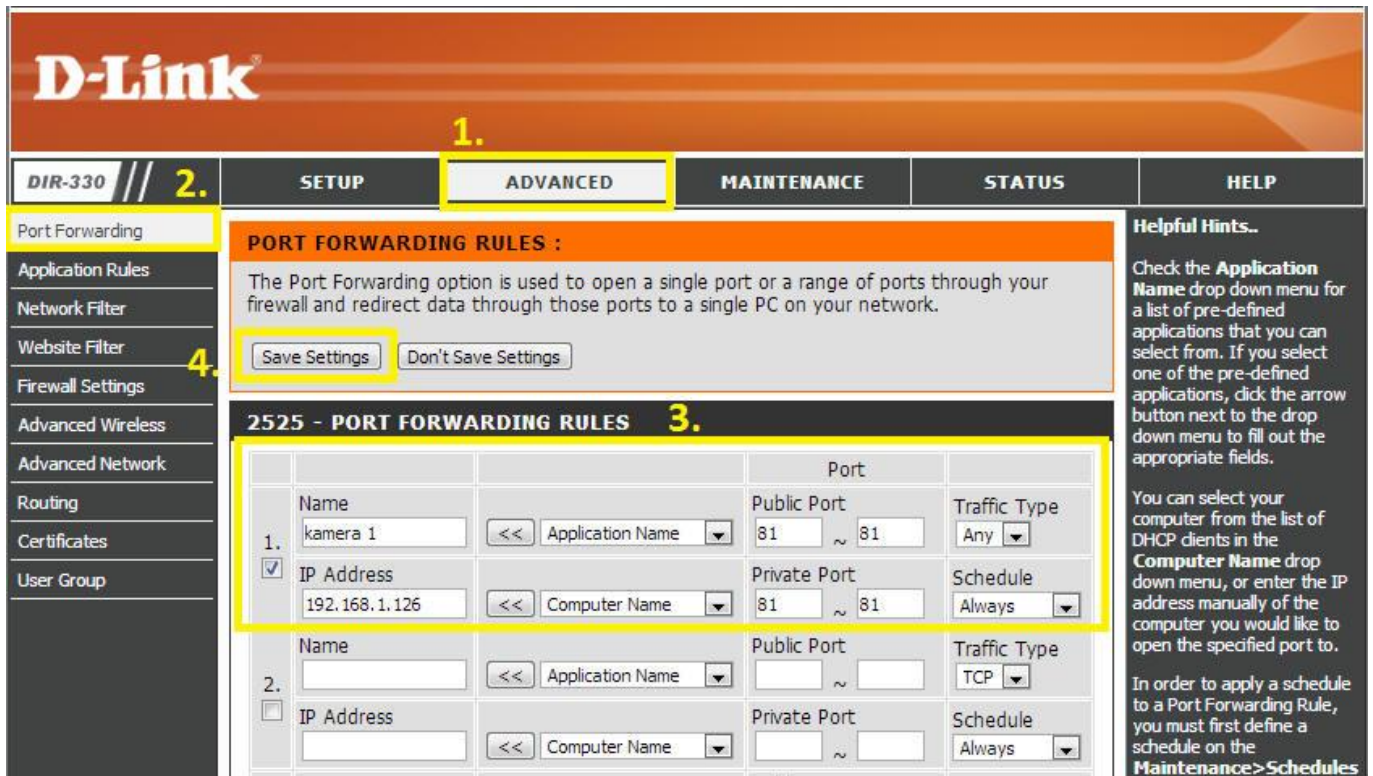 D-Link
1.
DIR-330 2. SETUP ADVANCED MAINTENANCE STATUS HELP
Port Forwarding
Application Rules
Network Filter
Website Filter
4.
Firewall Settings
Advanced Wireless
Advanced Network
Routing
Certificates
User Group
PORT FORWARDING RULES :
The Port Forwarding option is used to open a single port or a range of ports through your
firewall and redirect data through those ports to a single PC on your network.
Save Settings Don't Save Settings
2525 - PORT FORWARDING RULES 3.
Port
Name Public Port Traffic Type
1. kamera 1 << Application Name 81 ~ 81 Any
IP Address Private Port Schedule
192.168.1.126 << Computer Name 81 ~ 81 Always
Name Public Port Traffic Type
2. << Application Name ~ TCP
IP Address Private Port Schedule
<< Computer Name ~ Always
Helpful Hints..
Check the Application
Name drop down menu for
a list of pre-defined
applications that you can
select from. If you select
one of the pre-defined
applications, click the arrow
button next to the drop
down menu to fill out the
appropriate fields.
You can select your
computer from the list of
DHCP clients in the
Computer Name drop
down menu, or enter the IP
address manually of the
computer you would like to
open the specified port to.
In order to apply a schedule
to a Port Forwarding Rule,
you must first define a
schedule on the
Maintenance>Schedules